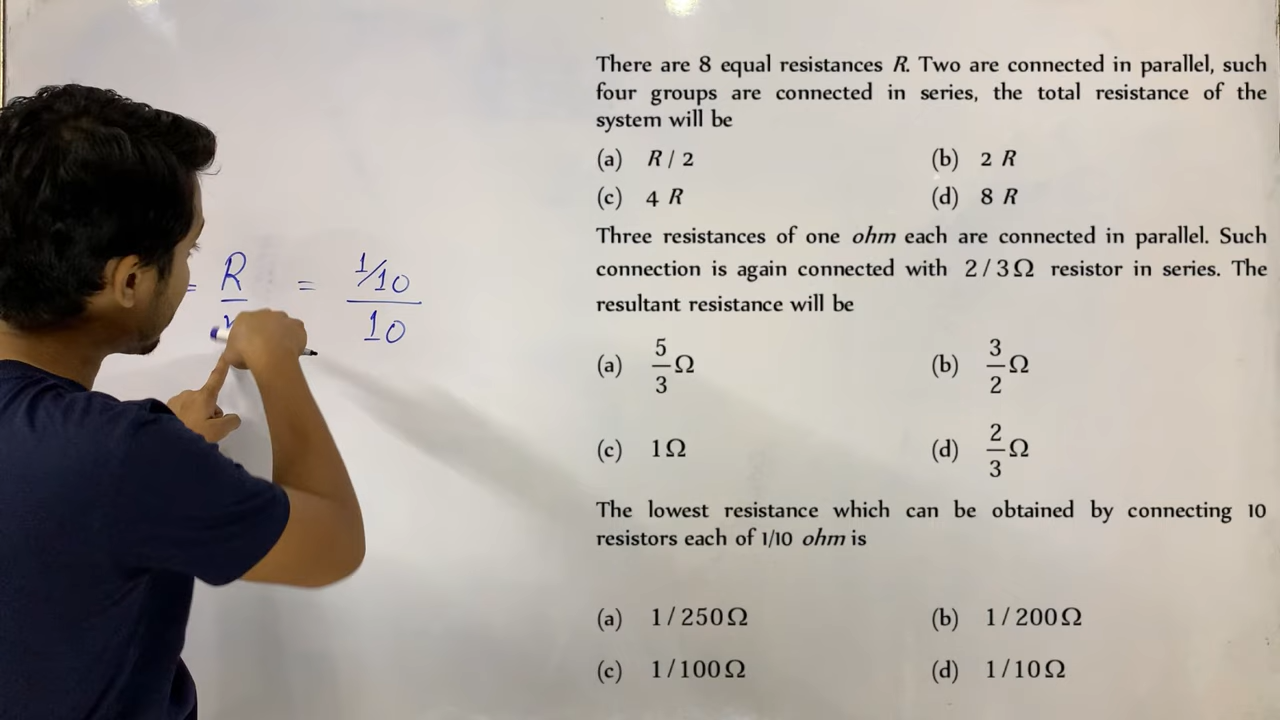 = R = 1/10
10
There are 8 equal resistances R. Two are connected in parallel, such
four groups are connected in series, the total resistance of the
system will be
(a) R / 2 (b) 2 R
(c) 4 R (d) 8 R
Three resistances of one ohm each are connected in parallel. Such
connection is again connected with 2 / 3 Ω resistor in series. The
resultant resistance will be
(a) 5/3 Ω (b) 3/2 Ω
(c) 1 Ω (d) 2/3 Ω
The lowest resistance which can be obtained by connecting 10
resistors each of 1/10 ohm is
(a) 1 / 250 Ω (b) 1 / 200 Ω
(c) 1 / 100 Ω (d) 1 / 10 Ω